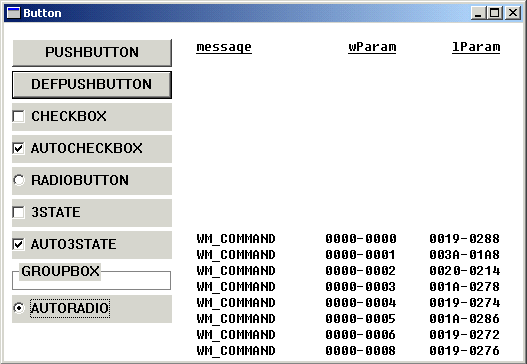 Button
PUSHBUTTON
DEFPUSHBUTTON
CHECKBOX
AUTOCHECKBOX
RADIOBUTTON
3STATE
AUTO3STATE
GROUPBOX
AUTORADIO
message wParam lParam
WM_COMMAND 0000-0000 0019-0288
WM_COMMAND 0000-0001 003A-01A8
WM_COMMAND 0000-0002 0020-0214
WM_COMMAND 0000-0003 001A-0278
WM_COMMAND 0000-0004 0019-0274
WM_COMMAND 0000-0005 001A-0286
WM_COMMAND 0000-0006 0019-0272
WM_COMMAND 0000-0008 0019-0276